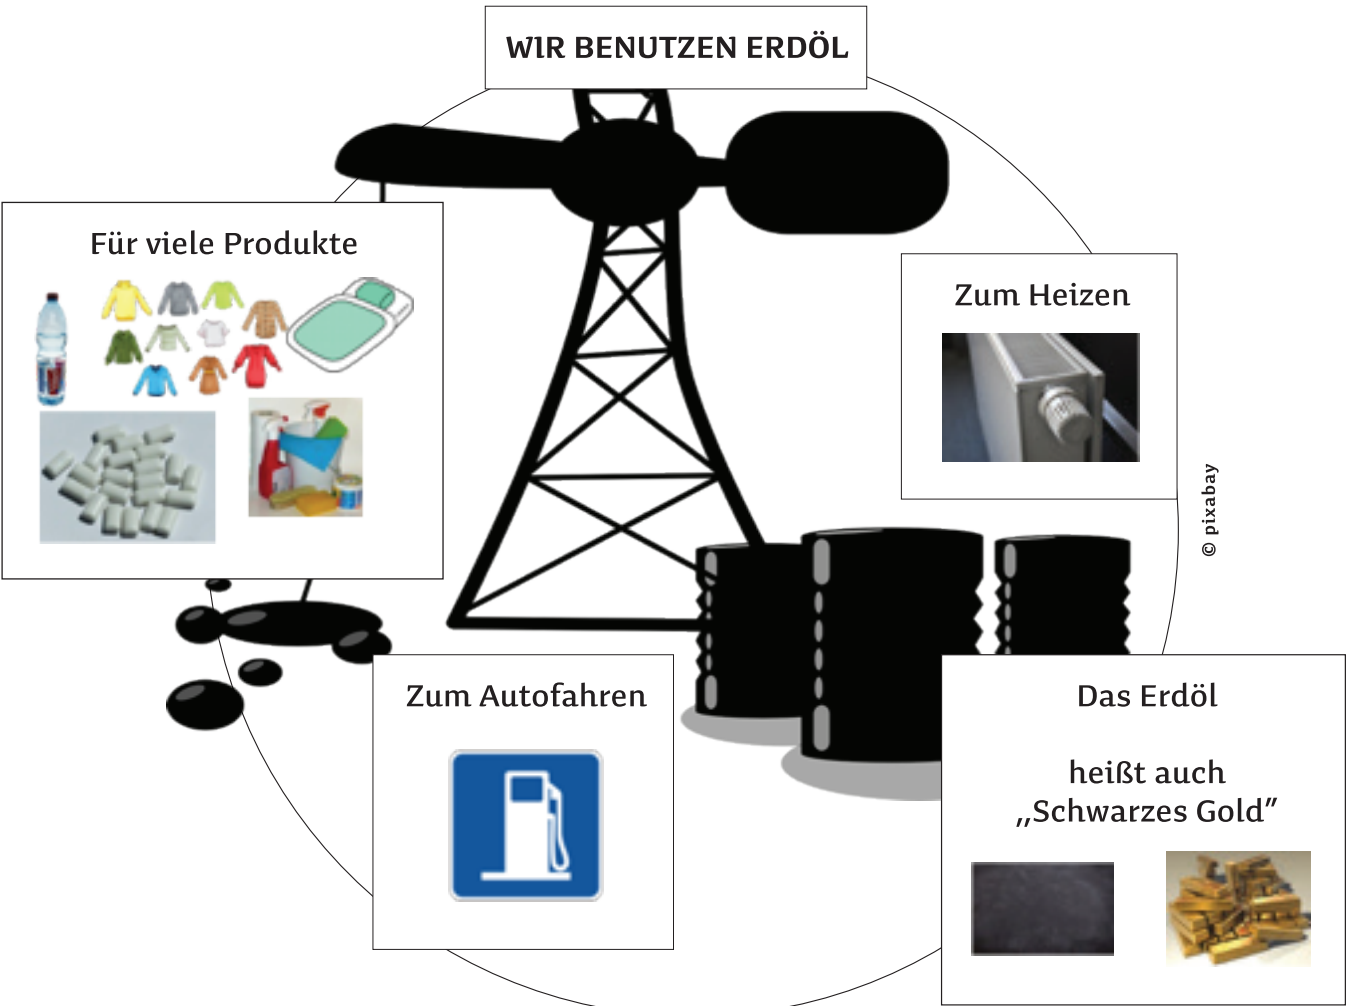 WIR BENUTZEN ERDÖL
Für viele Produkte
Zum Heizen
© pixabay
Zum Autofahren
Das Erdöl
heißt auch
,,Schwarzes Gold”